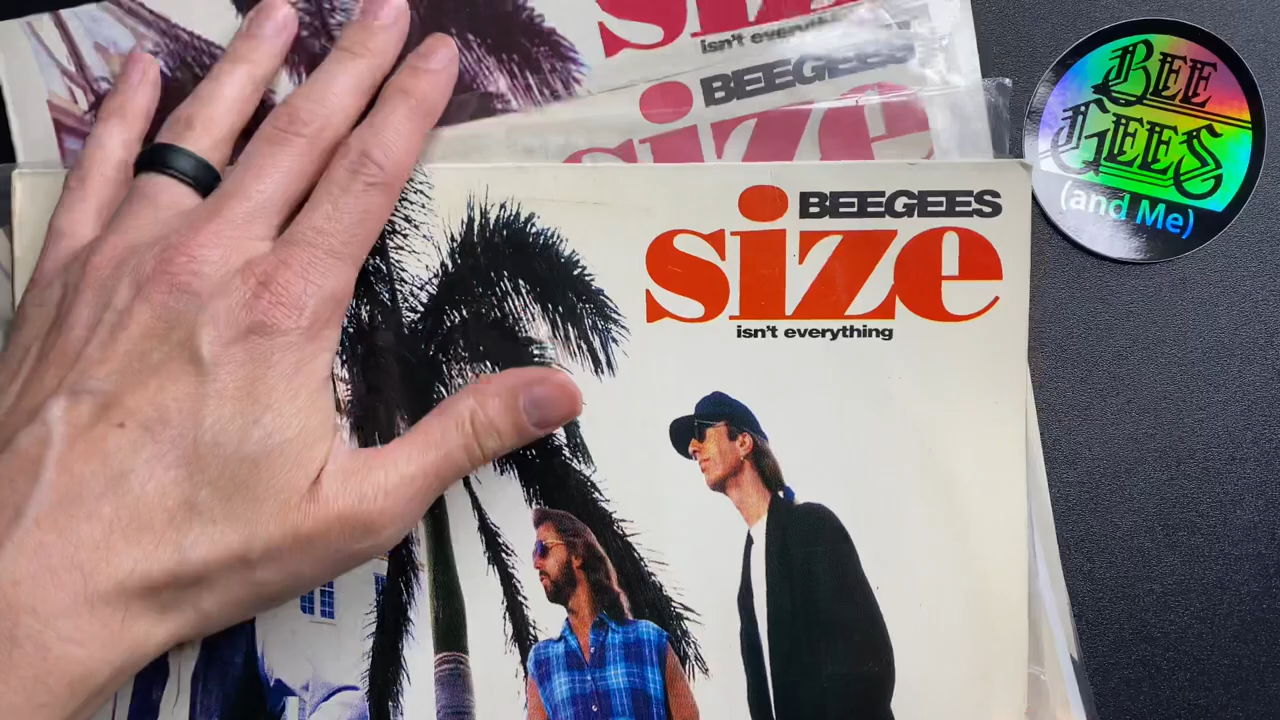 size
isn't everything
BEEGEES
size
BEEGEES
size
isn't everything
BEE
GEES
(and Me)